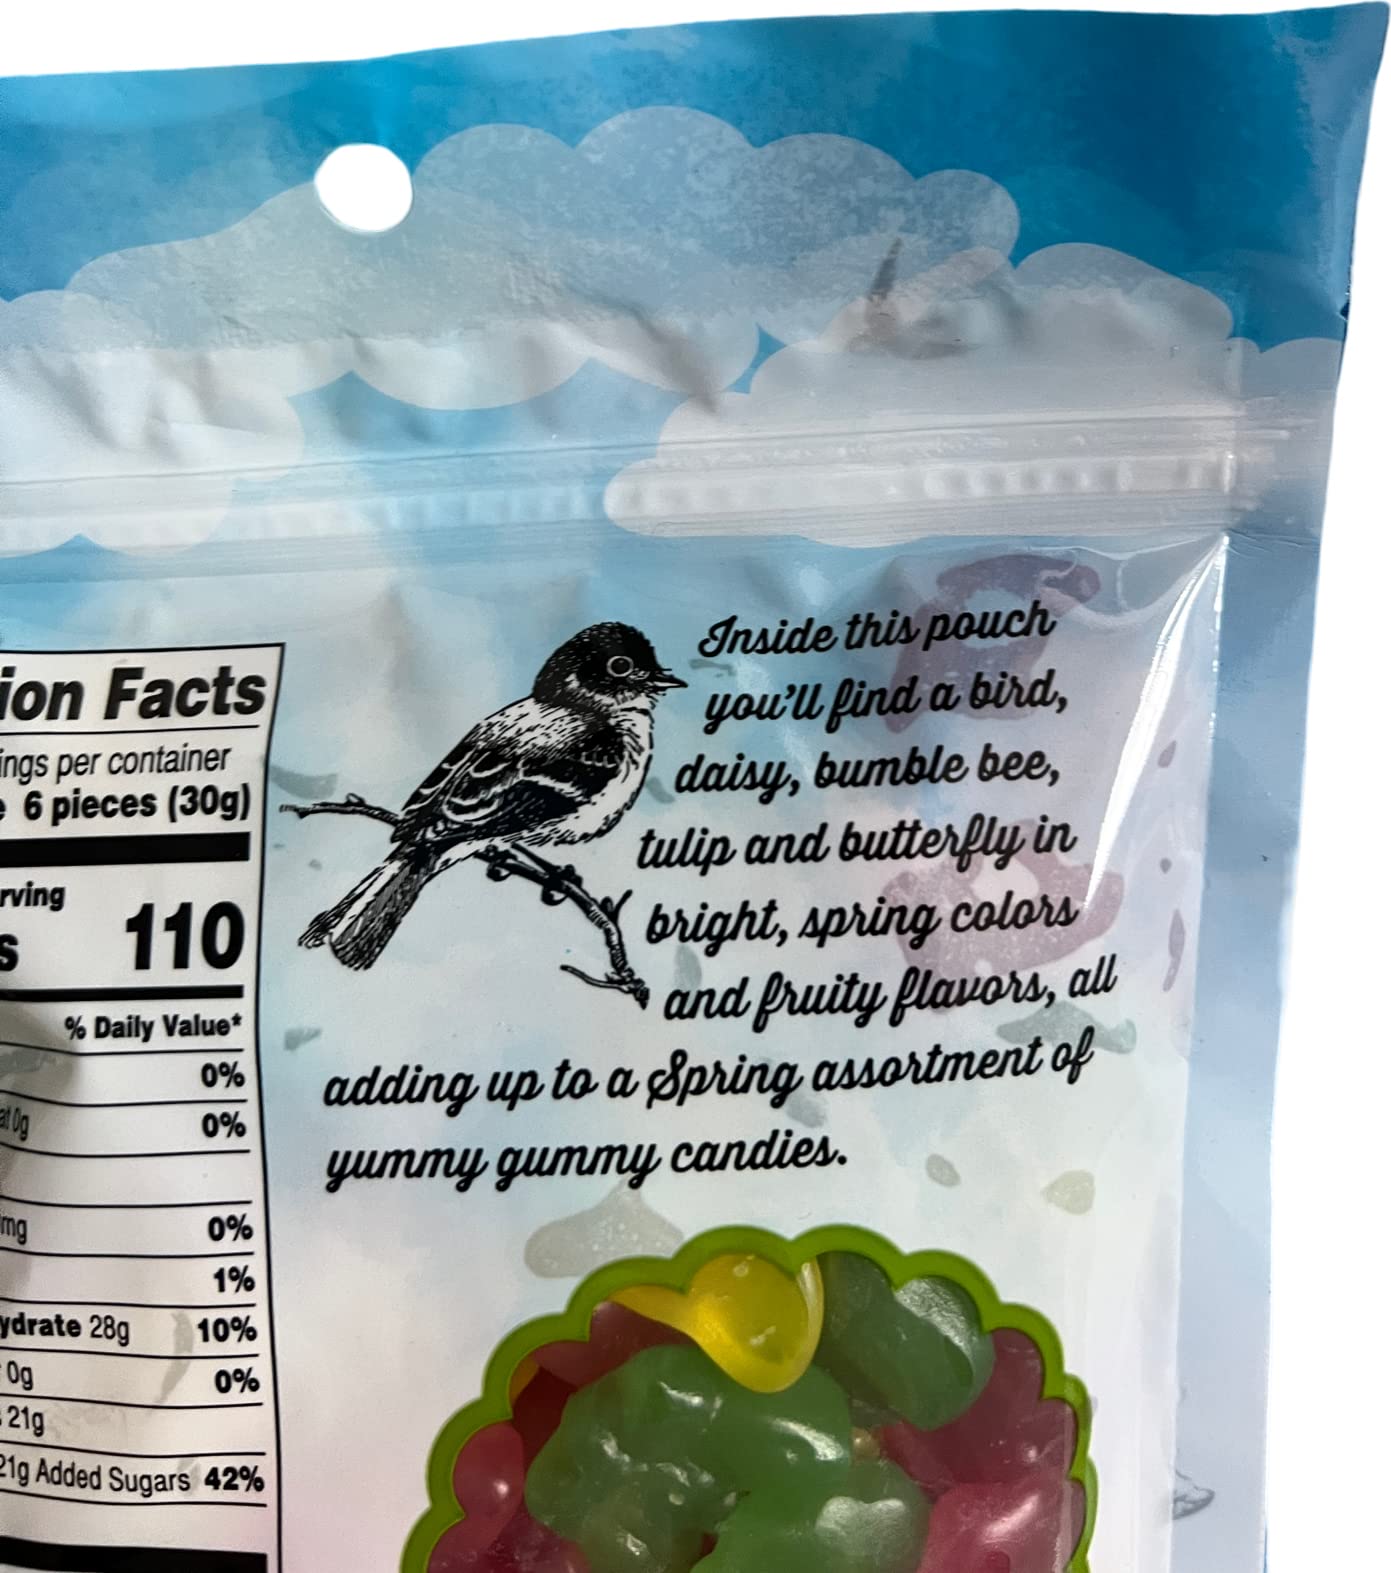 ion Facts
ings per container
6 pieces (30g)
rving
110
% Daily Value*
0%
0g
0%
mg
0%
1%
ydrate 28g 10%
0g
0%
21g
21g Added Sugars 42%
Inside this pouch
you'll find a bird,
daisy, bumble bee,
tulip and butterfly in
bright, spring colors
and fruity flavors, all
adding up to a Spring assortment of
yummy gummy candies.